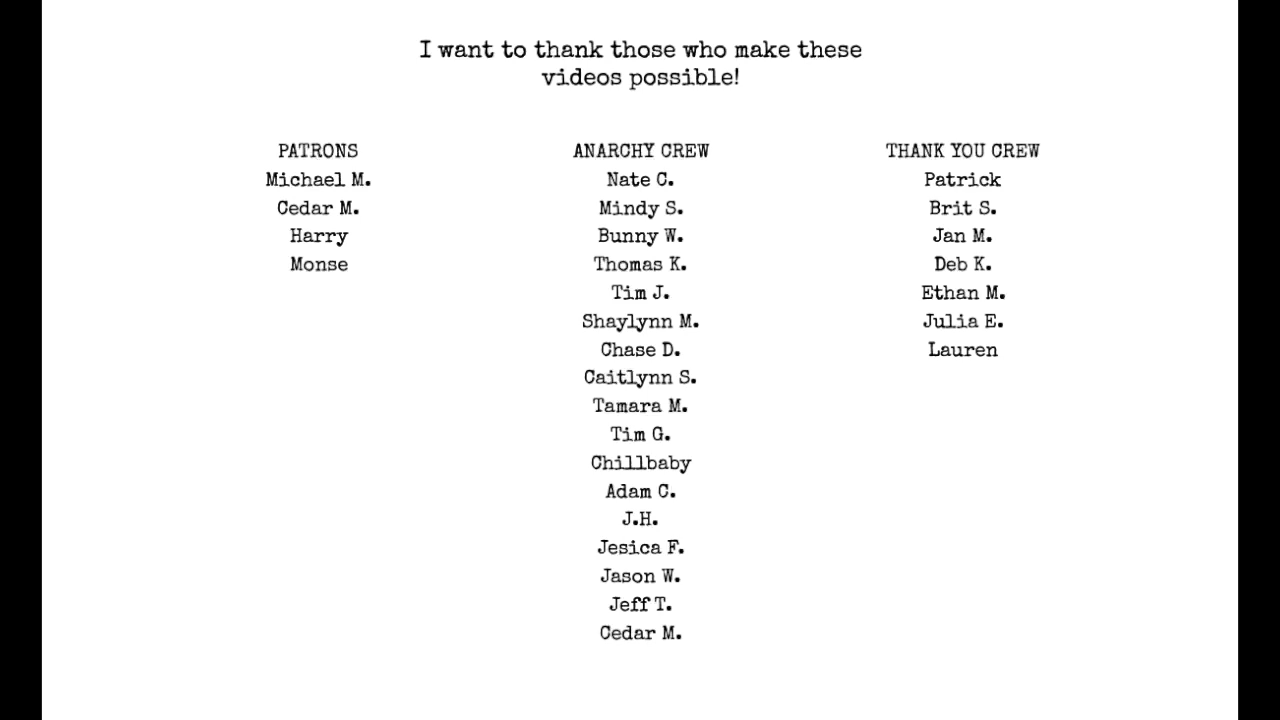 I want to thank those who make these
videos possible!
PATRONS
Michael M.
Cedar M.
Harry
Monse
ANARCHY CREW
Nate C.
Mindy S.
Bunny W.
Thomas K.
Tim J.
Shaylynn M.
Chase D.
Caitlynn S.
Tamara M.
Tim G.
Chillbaby
Adam C.
J.H.
Jesica F.
Jason W.
Jeff T.
Cedar M.
THANK YOU CREW
Patrick
Brit S.
Jan M.
Deb K.
Ethan M.
Julia E.
Lauren